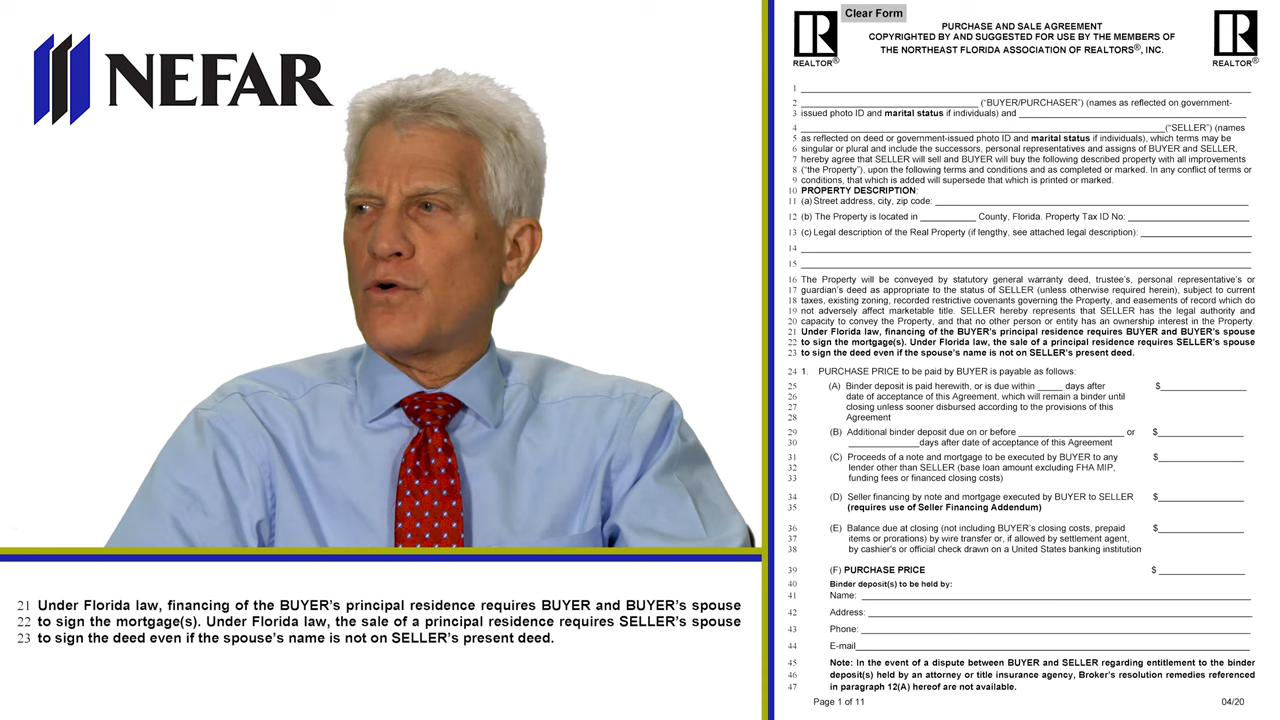 NEFAR
21 Under Florida law, financing of the BUYER’s principal residence requires BUYER and BUYER’s spouse
22 to sign the mortgage(s). Under Florida law, the sale of a principal residence requires SELLER’s spouse
23 to sign the deed even if the spouse’s name is not on SELLER’s present deed.
Clear Form
R
REALTOR®
R
REALTOR®
PURCHASE AND SALE AGREEMENT
COPYRIGHTED BY AND SUGGESTED FOR USE BY THE MEMBERS OF
THE NORTHEAST FLORIDA ASSOCIATION OF REALTORS®, INC.
1 ____________________
2 ____________________ (“BUYER/PURCHASER”) (names as reflected on government-
3 issued photo ID and marital status if individuals) and ____________________
4 ____________________(“SELLER”) (names
5 as reflected on deed or government-issued photo ID and marital status if individuals), which terms may be
6 singular or plural and include the successors, personal representatives and assigns of BUYER and SELLER,
7 hereby agree that SELLER will sell and BUYER will buy the following described property with all improvements
8 (“the Property”), upon the following terms and conditions and as completed or marked. In any conflict of terms or
9 conditions, that which is added will supersede that which is printed or marked.
10 PROPERTY DESCRIPTION:
11 (a) Street address, city, zip code: ____________________
12 (b) The Property is located in ___________ County, Florida. Property Tax ID No: ____________________
13 (c) Legal description of the Real Property (if lengthy, see attached legal description): ____________________
14 ____________________
15 ____________________
16 The Property will be conveyed by statutory general warranty deed, trustee’s, personal representative’s or
17 guardian’s deed as appropriate to the status of SELLER (unless otherwise required herein), subject to current
18 taxes, existing zoning, recorded restrictive covenants governing the Property, and easements of record which do
19 not adversely affect marketable title. SELLER hereby represents that SELLER has the legal authority and
20 capacity to convey the Property, and that no other person or entity has an ownership interest in the Property.
21 Under Florida law, financing of the BUYER’s principal residence requires BUYER and BUYER’s spouse
22 to sign the mortgage(s). Under Florida law, the sale of a principal residence requires SELLER’s spouse
23 to sign the deed even if the spouse’s name is not on SELLER’s present deed.
24 1. PURCHASE PRICE to be paid by BUYER is payable as follows:
25 (A) Binder deposit is paid herewith, or is due within _____ days after $____________________
26 date of acceptance of this Agreement, which will remain a binder until
27 closing unless sooner disbursed according to the provisions of this
28 Agreement
29 (B) Additional binder deposit due on or before ____________________ or $____________________
30 ______________days after date of acceptance of this Agreement
31 (C) Proceeds of a note and mortgage to be executed by BUYER to any $____________________
32 lender other than SELLER (base loan amount excluding FHA MIP,
33 funding fees or financed closing costs)
34 (D) Seller financing by note and mortgage executed by BUYER to SELLER $____________________
35 (requires use of Seller Financing Addendum)
36 (E) Balance due at closing (not including BUYER’s closing costs, prepaid $____________________
37 items or prorations) by wire transfer or, if allowed by settlement agent,
38 by cashier's or official check drawn on a United States banking institution
39 (F) PURCHASE PRICE $ ____________________
40 Binder deposit(s) to be held by:
41 Name: ____________________
42 Address: ____________________
43 Phone: ____________________
44 E-mail____________________
45 Note: In the event of a dispute between BUYER and SELLER regarding entitlement to the binder
46 deposit(s) held by an attorney or title insurance agency, Broker’s resolution remedies referenced
47 in paragraph 12(A) hereof are not available.
Page 1 of 11 04/20